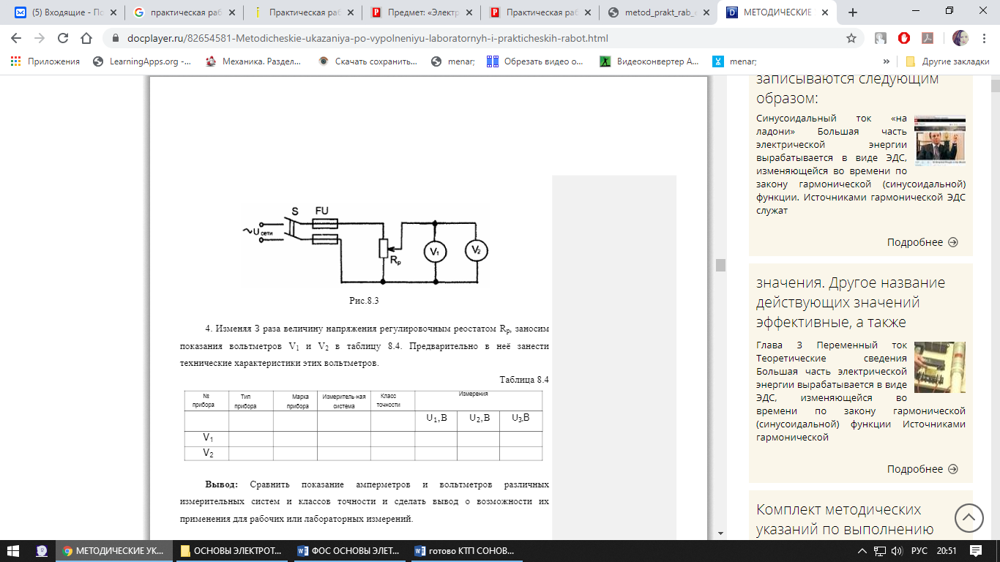 (5) Входящие - По
практическая раб
Практическая раб
Предмет: «Электр
Практическая раб
metod_prakt_rab_
МЕТОДИЧЕСКИЕ
docplayer.ru/82654581-Metodicheskie-ukazaniya-po-vypolneniyu-laboratornyh-i-prakticheskih-rabot.html
Приложения
LearningApps.org -...
Механика. Раздел...
Скачать сохранить...
menar;
Обрезать видео о...
Видеоконвертер А...
menar;
»
Другие закладки
S FU
~U сети
Rp
V1
V2
Рис.8.3
4. Изменяя 3 раза величину напряжения регулировочным реостатом Rр, заносим
показания вольтметров V1 и V2 в таблицу 8.4. Предварительно в неё занести
технические характеристики этих вольтметров.
Таблица 8.4
№ прибора
Тип прибора
Марка прибора
Измеритель-ная система
Класс точности
Измерения
U1,В U2,В U3,В
V1
V2
Вывод: Сравнить показание амперметров и вольтметров различных
измерительных систем и классов точности и сделать вывод о возможности их
применения для рабочих или лабораторных измерений.
записываются следующим
образом:
Синусоидальный ток «на
ладони» Большая часть
электрической энергии
вырабатывается в виде ЭДС,
изменяющейся во времени по
закону гармонической (синусоидальной)
функции. Источниками гармонической ЭДС
служат
Подробнее
значения. Другое название
действующих значений
эффективные, а также
Глава 3 Переменный ток
Теоретические сведения
Большая часть электрической
энергии вырабатывается в виде
ЭДС, изменяющейся во
времени по закону гармонической
(синусоидальной) функции Источниками
гармонической
Подробнее
Комплект методических
указаний по выполнению
МЕТОДИЧЕСКИЕ УК...
ОСНОВЫ ЭЛЕКТРОТ...
ФОС ОСНОВЫ ЭЛЕТ...
готово КТП СОНОВ...
РУС
20:51